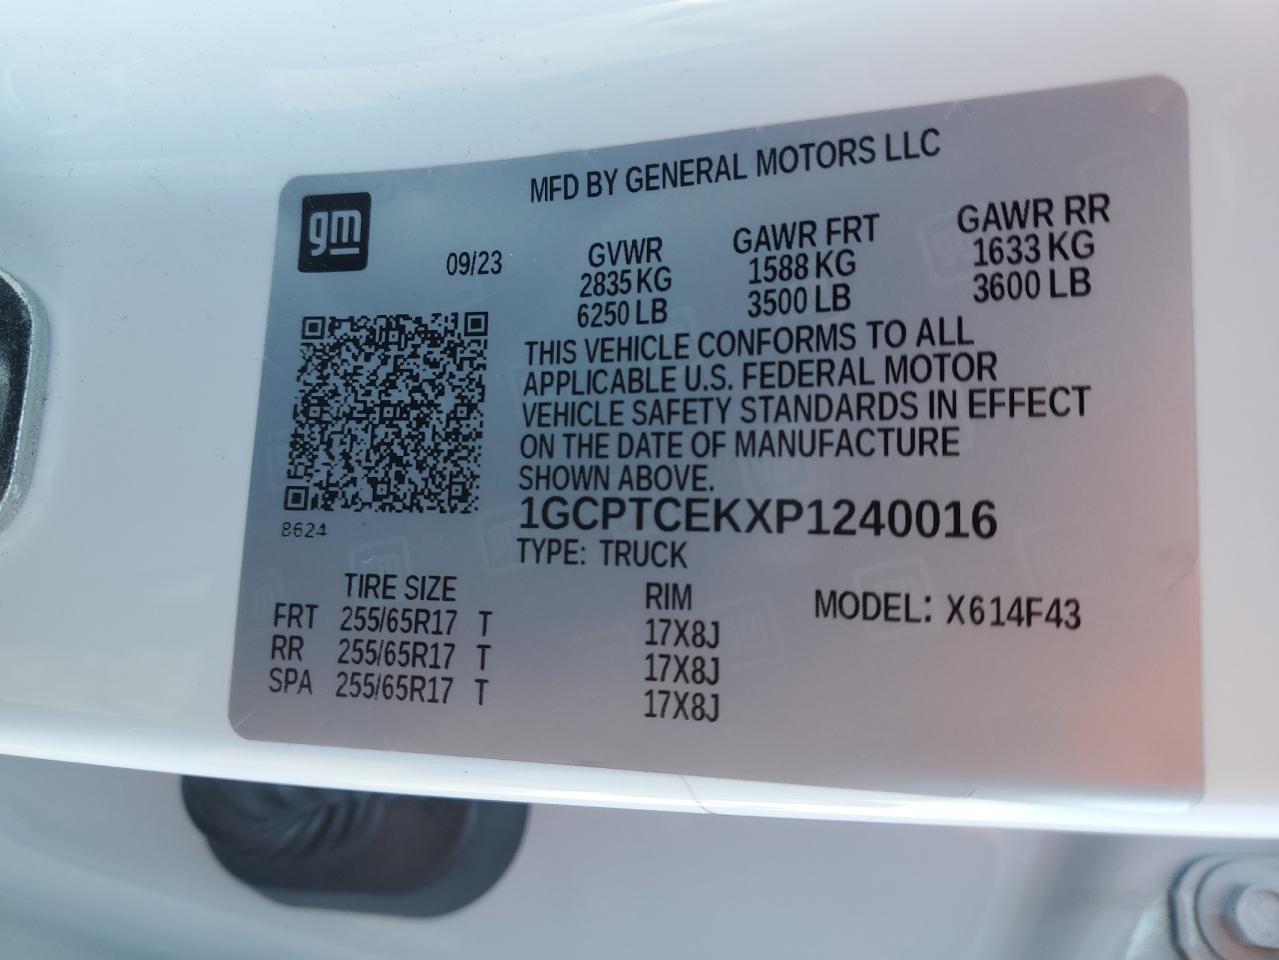 MFD BY GENERAL MOTORS LLC
gm
09/23
GVWR GAWR FRT GAWR RR
2835 KG 1588 KG 1633 KG
6250 LB 3500 LB 3600 LB
THIS VEHICLE CONFORMS TO ALL
APPLICABLE U.S. FEDERAL MOTOR
VEHICLE SAFETY STANDARDS IN EFFECT
ON THE DATE OF MANUFACTURE
SHOWN ABOVE.
1GCPTCEKXP1240016
8624
TYPE: TRUCK
TIRE SIZE RIM MODEL: X614F43
FRT 255/65R17 T 17X8J
RR 255/65R17 T 17X8J
SPA 255/65R17 T 17X8J